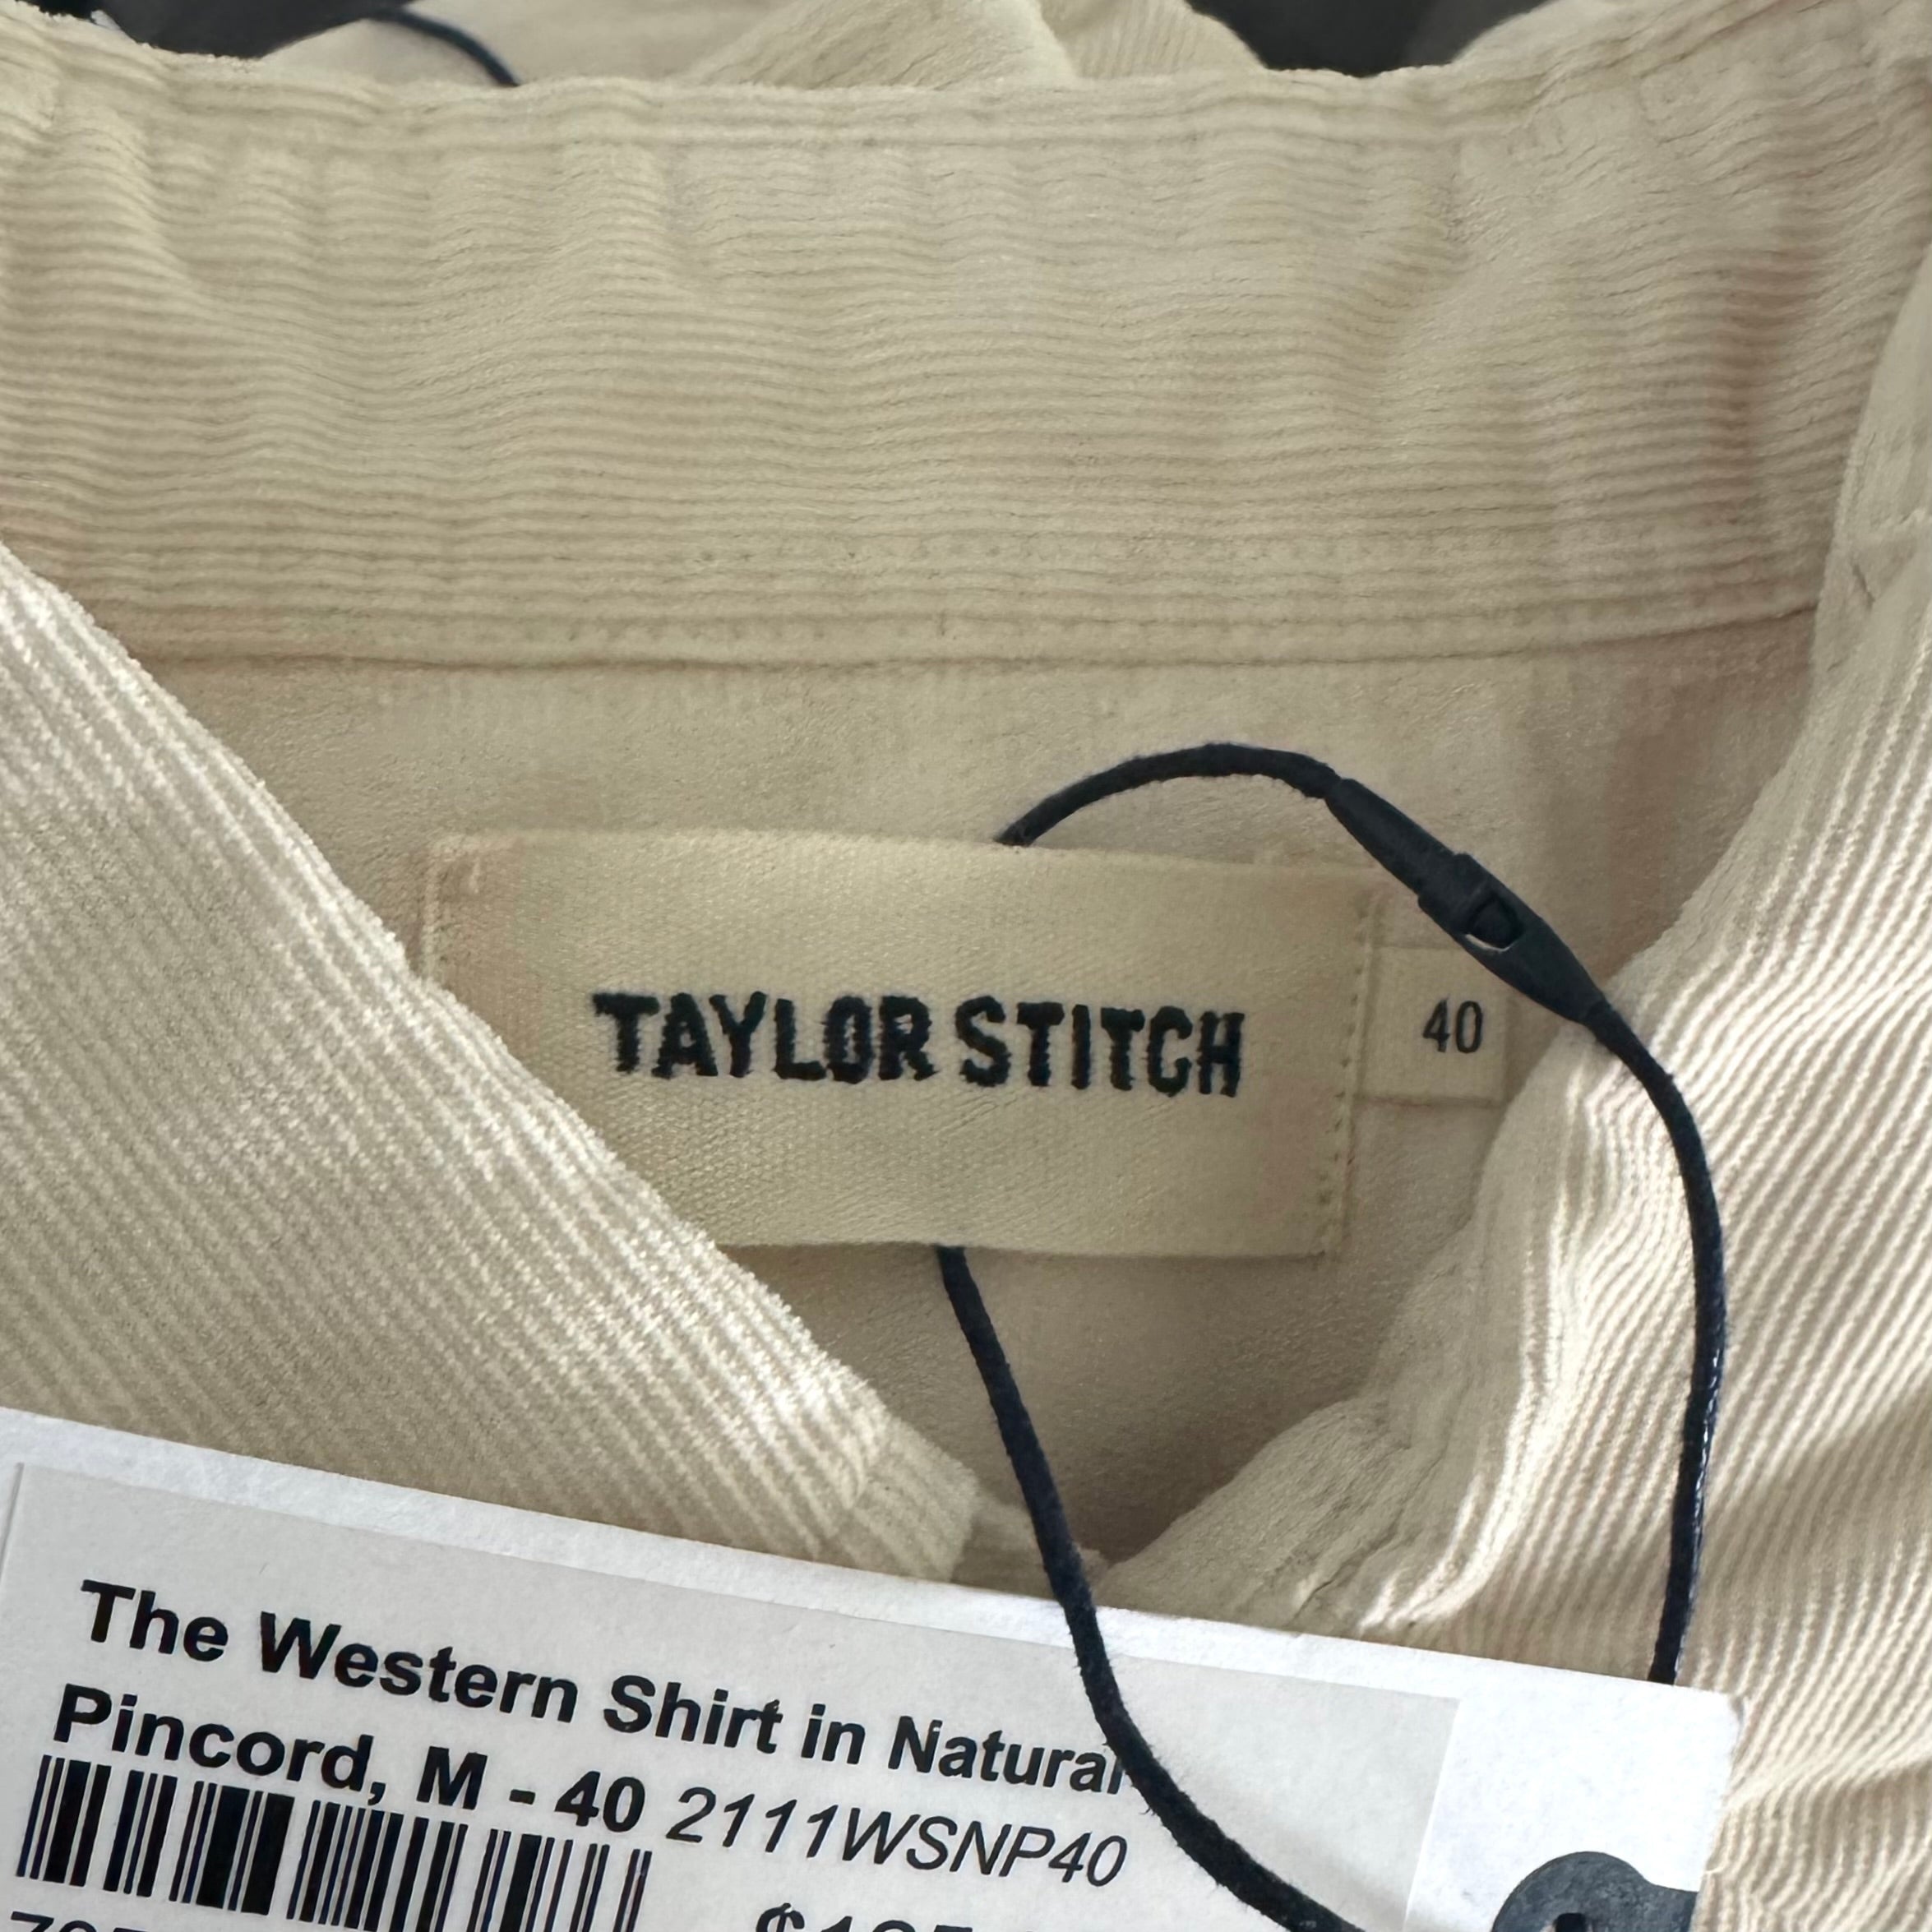 TAYLOR STITCH
40
The Western Shirt in Natural
Pincord, M - 40 2111WSNP40